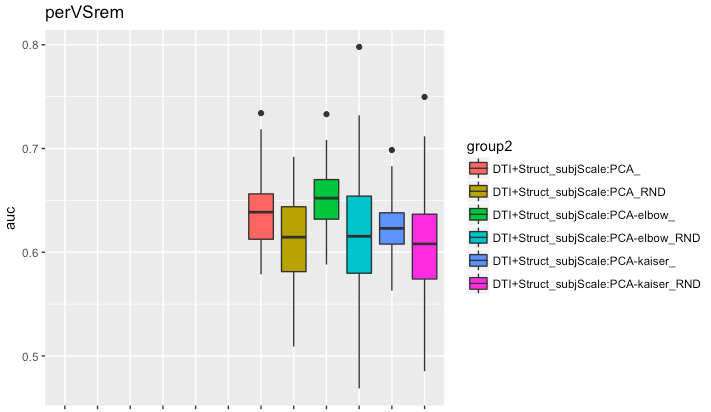 perVSrem
0.8
0.7
0.6
0.5
auc
group2
DTI+Struct_subjScale:PCA_
DTI+Struct_subjScale:PCA_RND
DTI+Struct_subjScale:PCA-elbow_
DTI+Struct_subjScale:PCA-elbow_RND
DTI+Struct_subjScale:PCA-kaiser_
DTI+Struct_subjScale:PCA-kaiser_RND